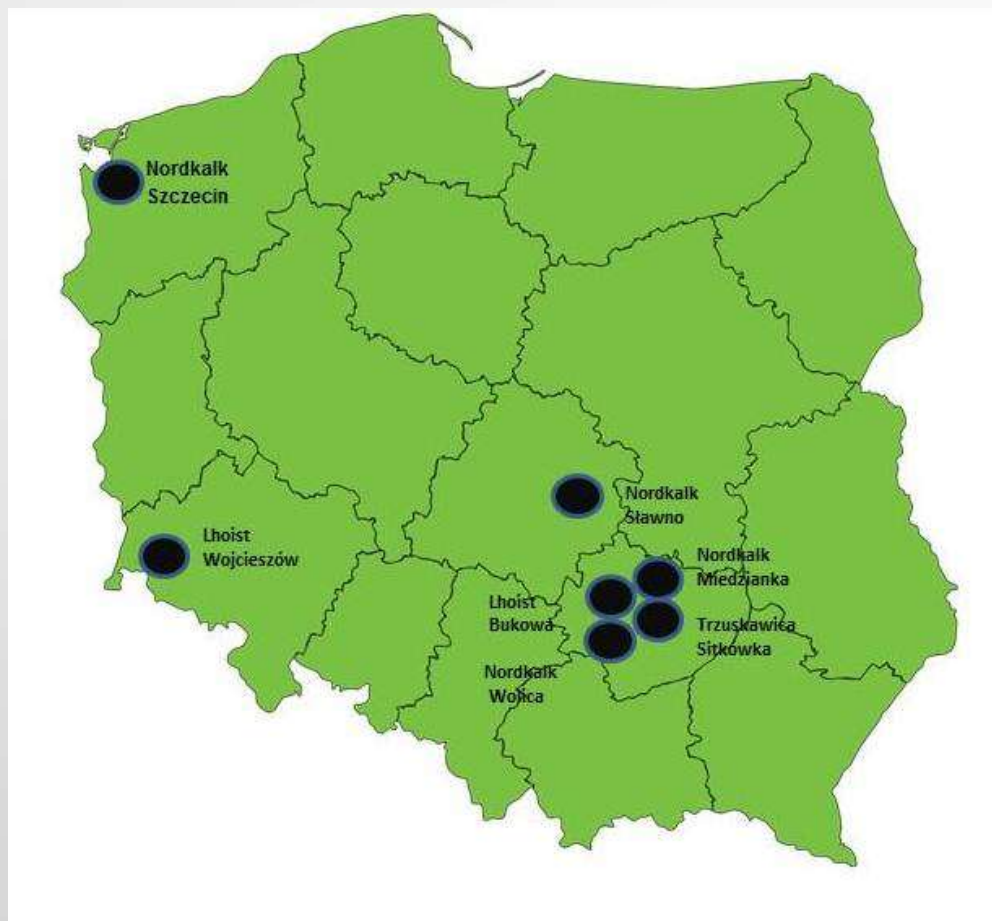 Nordkalk
Szczecin
Nordkalk
Sławno
Lhoist
Wojcieszów
Nordkalk
Miedzianka
Lhoist
Bukowa
Trzuskawica
Sitkówka
Nordkalk
Wolica